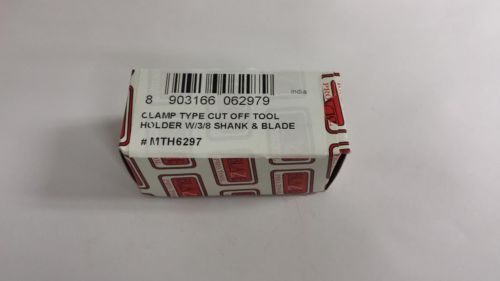 8 903166 062979
india
CLAMP TYPE CUT OFF TOOL
HOLDER W/3/8 SHANK & BLADE
# MTH6297